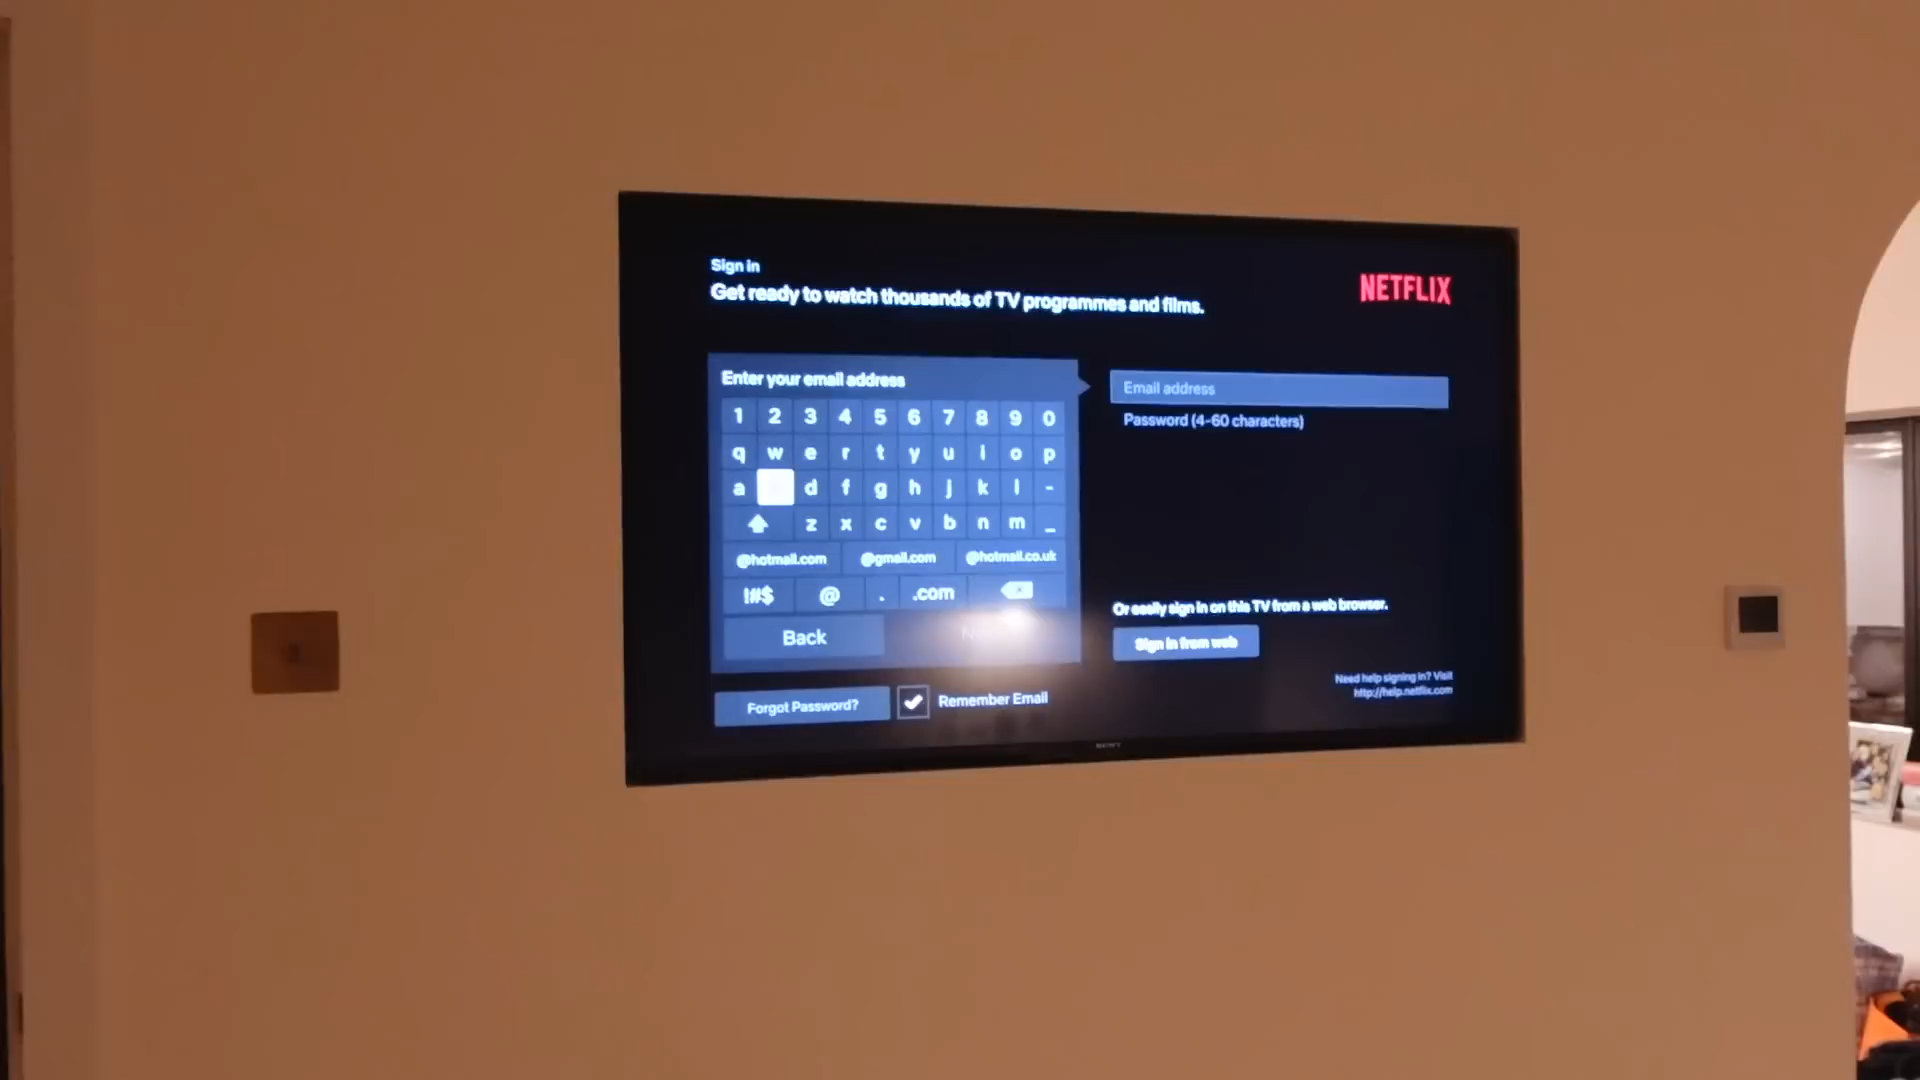 Sign in
Get ready to watch thousands of TV programmes and films.
NETFLIX
Enter your email address
Email address
Password (4-60 characters)
1 2 3 4 5 6 7 8 9 0
q w e r t y u i o p
a d f g h j k l -
z x c v b n m _
@hotmail.com @gmail.com @hotmail.co.uk
!#$ @ . .com
Back
Or easily sign in on this TV from a web browser.
Sign in from web
Need help signing in? Visit
http://help.netflix.com
Forgot Password?
Remember Email
SONY